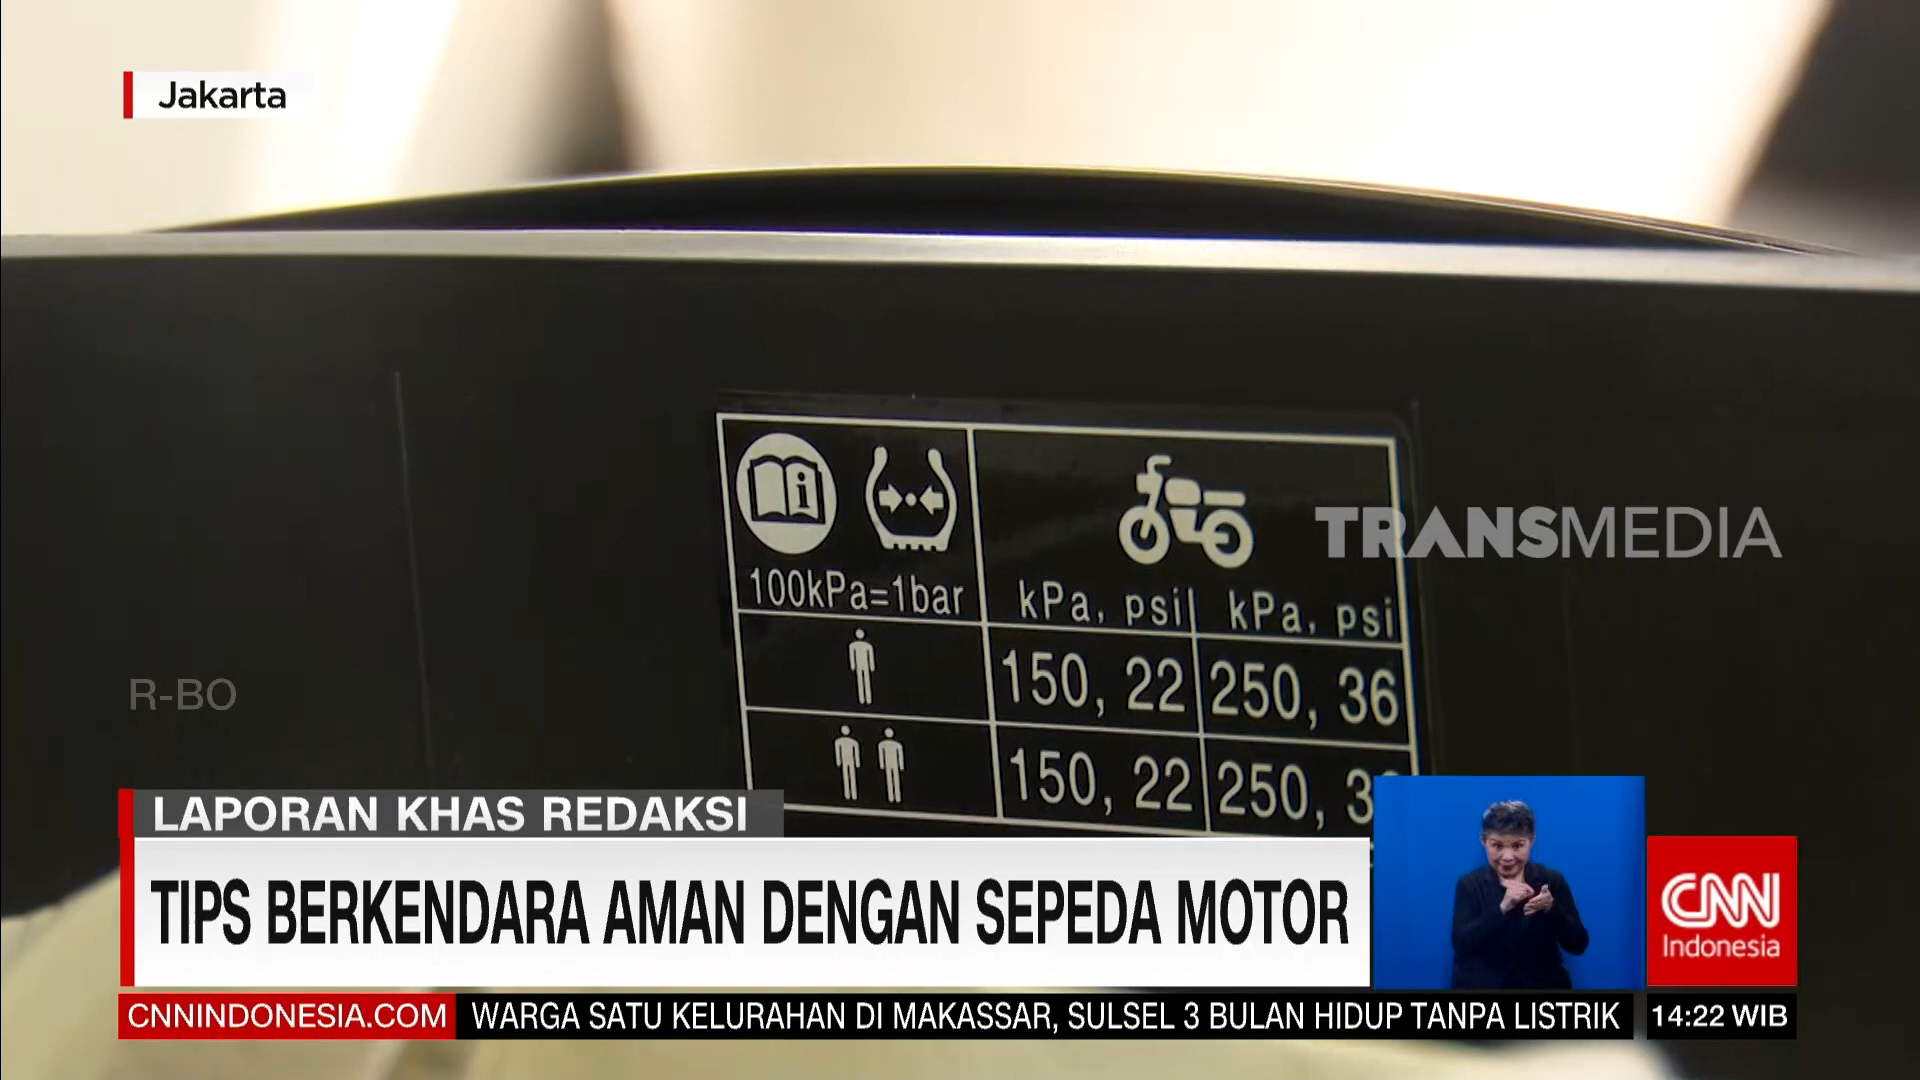 Jakarta
TRANSMEDIA
100kPa=1bar
kPa, psi kPa, psi
150, 22 250, 36
150, 22 250,
R-BO
LAPORAN KHAS REDAKSI
TIPS BERKENDARA AMAN DENGAN SEPEDA MOTOR
CNN
Indonesia
CNNINDONESIA.COM WARGA SATU KELURAHAN DI MAKASSAR, SULSEL 3 BULAN HIDUP TANPA LISTRIK 14:22 WIB